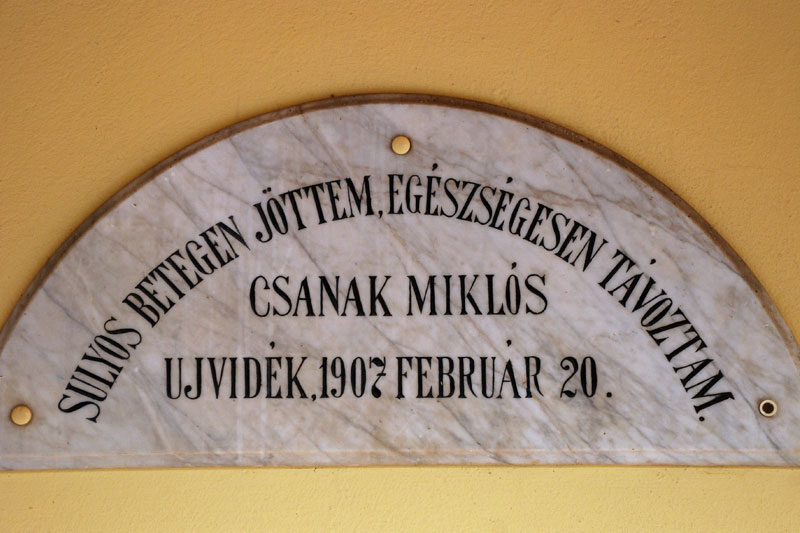 SULYOS BETEGEN JÖTTEM, EGÉSZSÉGESEN TÁVOZTAM.
CSANAK MIKLÓS
UJVIDÉK, 1907 FEBRUÁR 20.